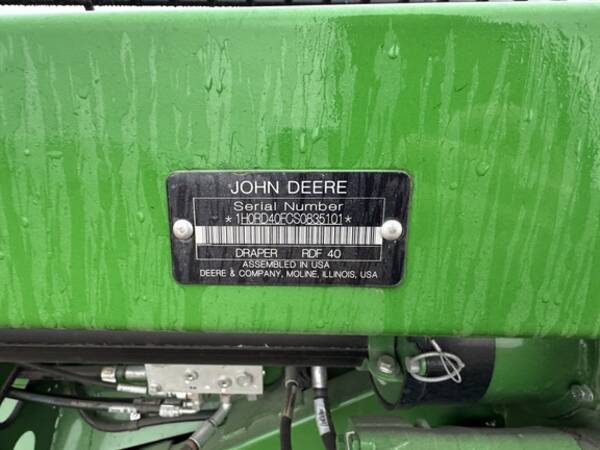 JOHN DEERE
Serial Number
*1H0RD40FCS0835101*
DRAPER RDF 40
ASSEMBLED IN USA
DEERE & COMPANY, MOLINE, ILLINOIS, USA